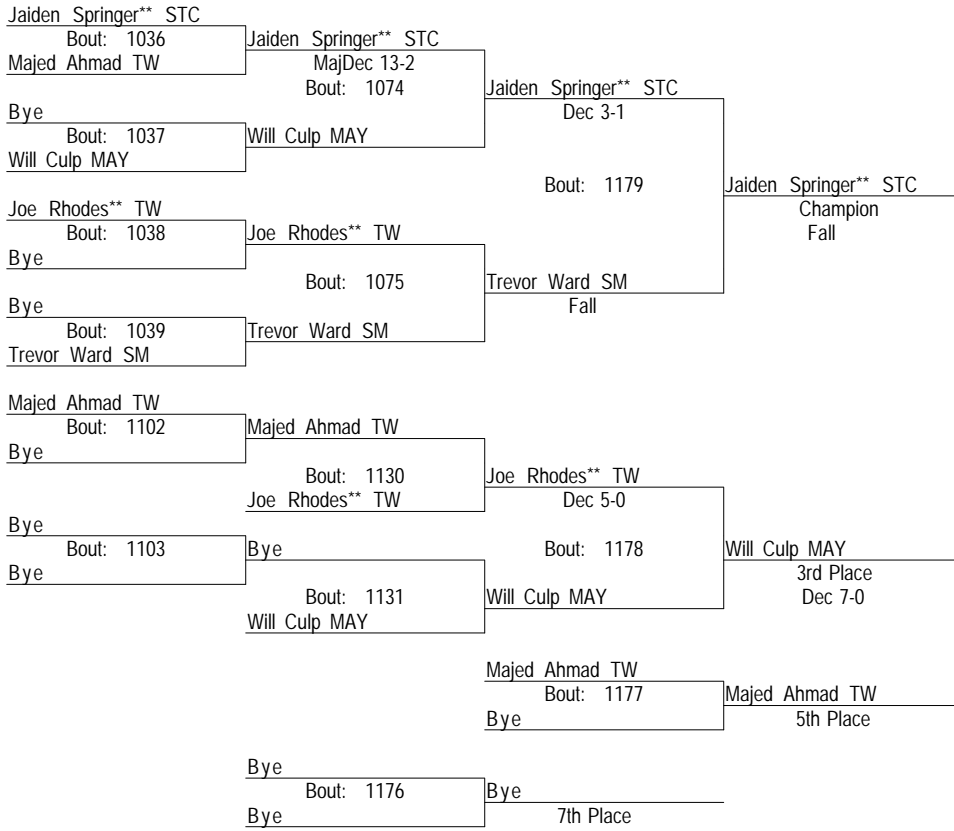 Jaiden Springer** STC
Bout: 1036
Majed Ahmad TW
Jaiden Springer** STC
MajDec 13-2
Bout: 1074
Jaiden Springer** STC
Dec 3-1
Bye
Bout: 1037
Will Culp MAY
Will Culp MAY
Bout: 1179
Jaiden Springer** STC
Champion
Fall
Joe Rhodes** TW
Bout: 1038
Bye
Joe Rhodes** TW
Bout: 1075
Trevor Ward SM
Fall
Bye
Bout: 1039
Trevor Ward SM
Trevor Ward SM
Majed Ahmad TW
Bout: 1102
Bye
Majed Ahmad TW
Bout: 1130
Joe Rhodes** TW
Joe Rhodes** TW
Dec 5-0
Bye
Bout: 1103
Bye
Bye
Bout: 1178
Will Culp MAY
3rd Place
Dec 7-0
Bout: 1131
Will Culp MAY
Will Culp MAY
Majed Ahmad TW
Bout: 1177
Bye
Majed Ahmad TW
5th Place
Bye
Bout: 1176
Bye
Bye
7th Place